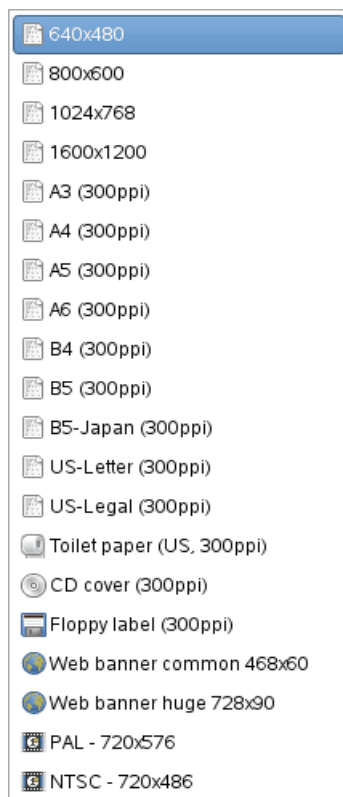 640x480
800x600
1024x768
1600x1200
A3 (300ppi)
A4 (300ppi)
A5 (300ppi)
A6 (300ppi)
B4 (300ppi)
B5 (300ppi)
B5-Japan (300ppi)
US-Letter (300ppi)
US-Legal (300ppi)
Toilet paper (US, 300ppi)
CD cover (300ppi)
Floppy label (300ppi)
Web banner common 468x60
Web banner huge 728x90
PAL - 720x576
NTSC - 720x486